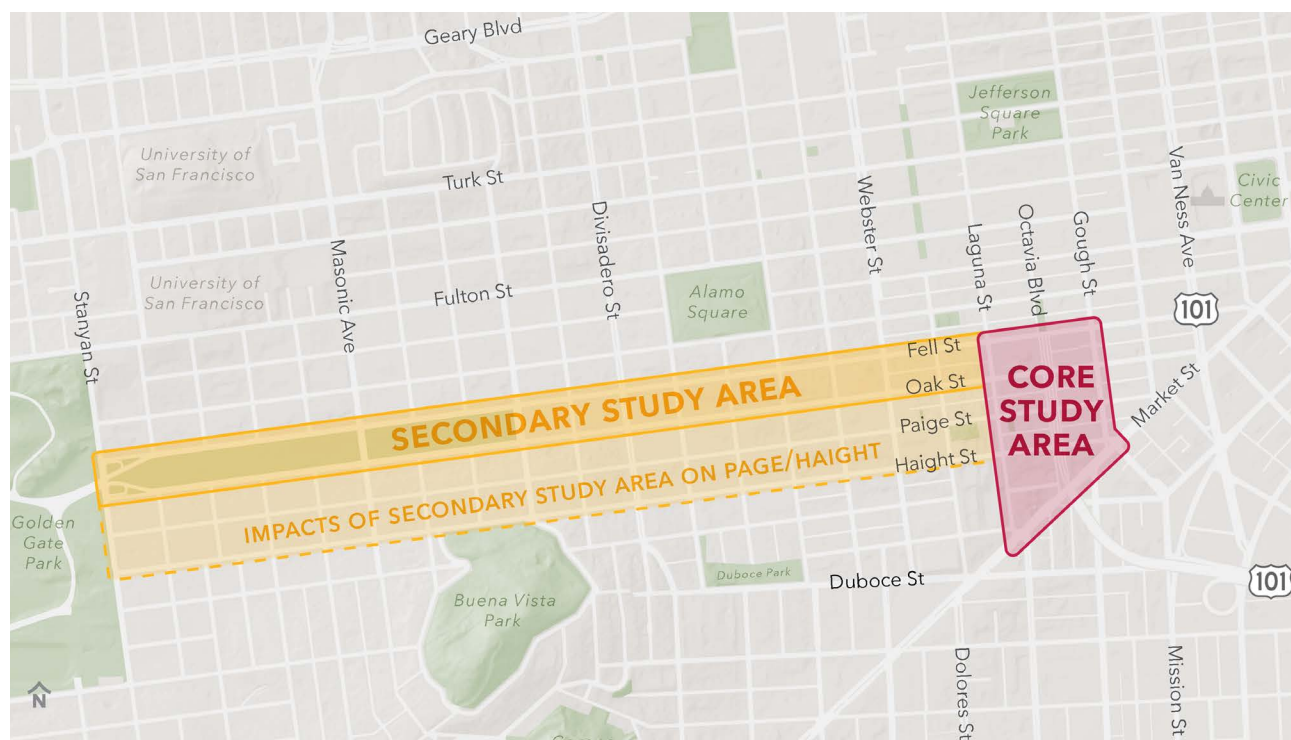 Geary Blvd
Jefferson
Square
Park
University of
San Francisco
Turk St
Van Ness Ave
Civic
Center
Webster St
Divisadero St
Laguna St
Octavia Blvd
Gough St
Masonic Ave
University of
San Francisco
Fulton St
Alamo
Square
Stanyan St
101
Fell St
Oak St
Paige St
Haight St
CORE
STUDY
AREA
Market St
SECONDARY STUDY AREA
IMPACTS OF SECONDARY STUDY AREA ON PAGE/HAIGHT
Golden
Gate
Park
Duboce Park
Duboce St
101
Buena Vista
Park
Dolores St
Mission St
N